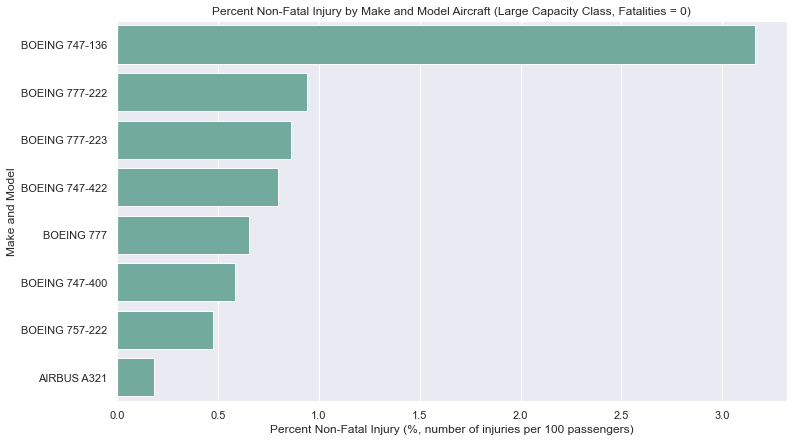 Percent Non-Fatal Injury by Make and Model Aircraft (Large Capacity Class, Fatalities = 0)
BOEING 747-136
BOEING 777-222
BOEING 777-223
BOEING 747-422
BOEING 777
BOEING 747-400
BOEING 757-222
AIRBUS A321
Make and Model
0.0 0.5 1.0 1.5 2.0 2.5 3.0
Percent Non-Fatal Injury (%, number of injuries per 100 passengers)